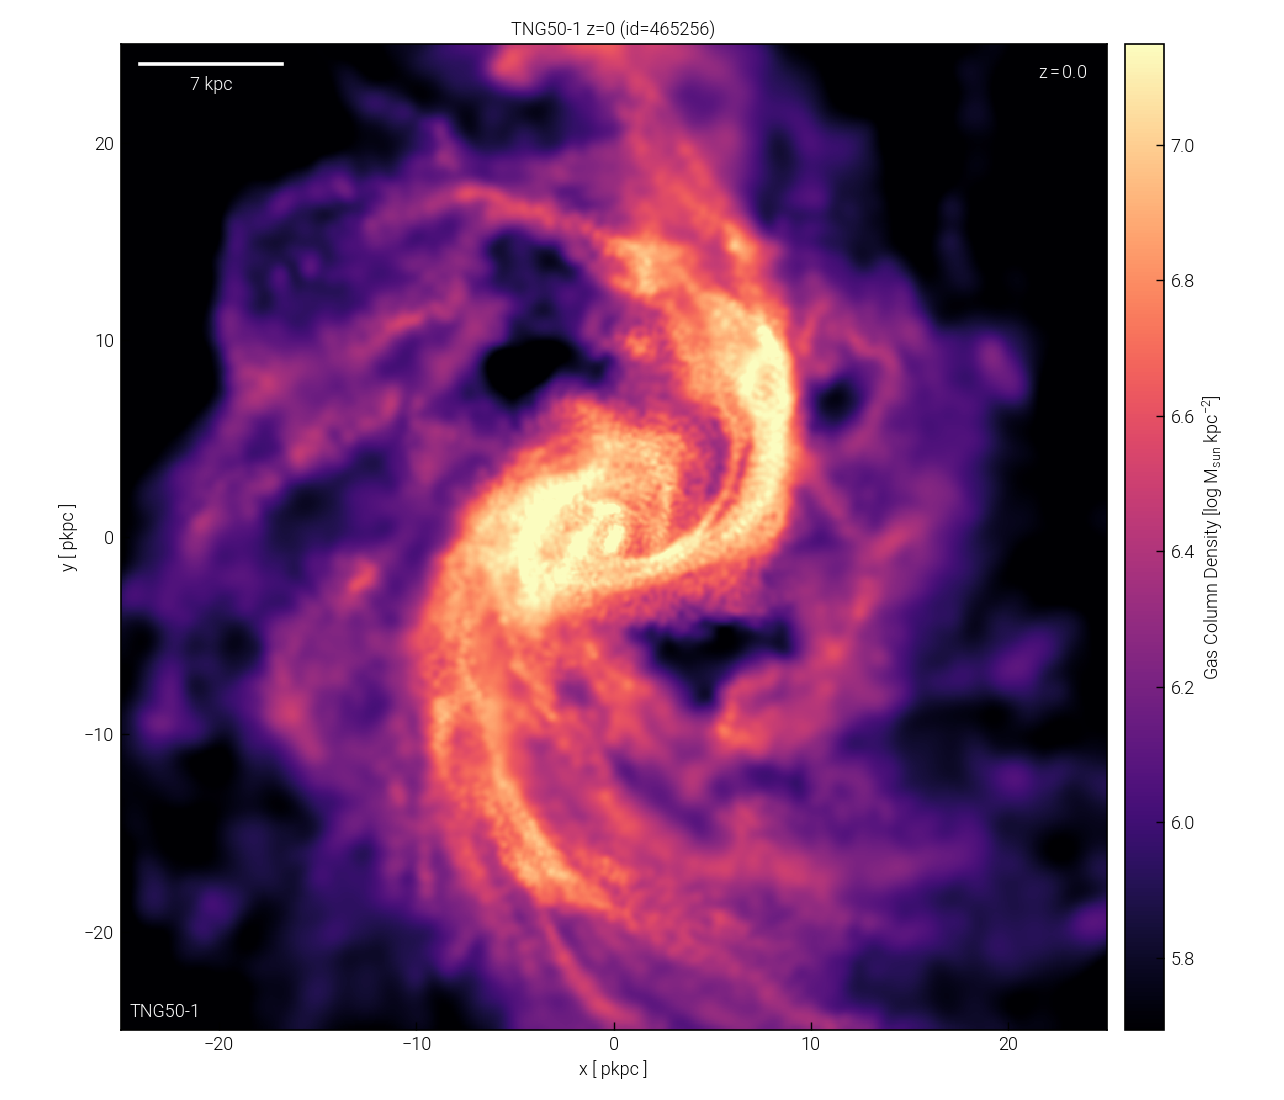 TNG50-1 z=0 (id=465256)
7 kpc
z=0.0
20
10
0
−10
−20
y [ pkpc ]
TNG50-1
−20
−10
0
10
20
x [ pkpc ]
7.0
6.8
6.6
6.4
6.2
6.0
5.8
Gas Column Density [log M_sun kpc^−2]